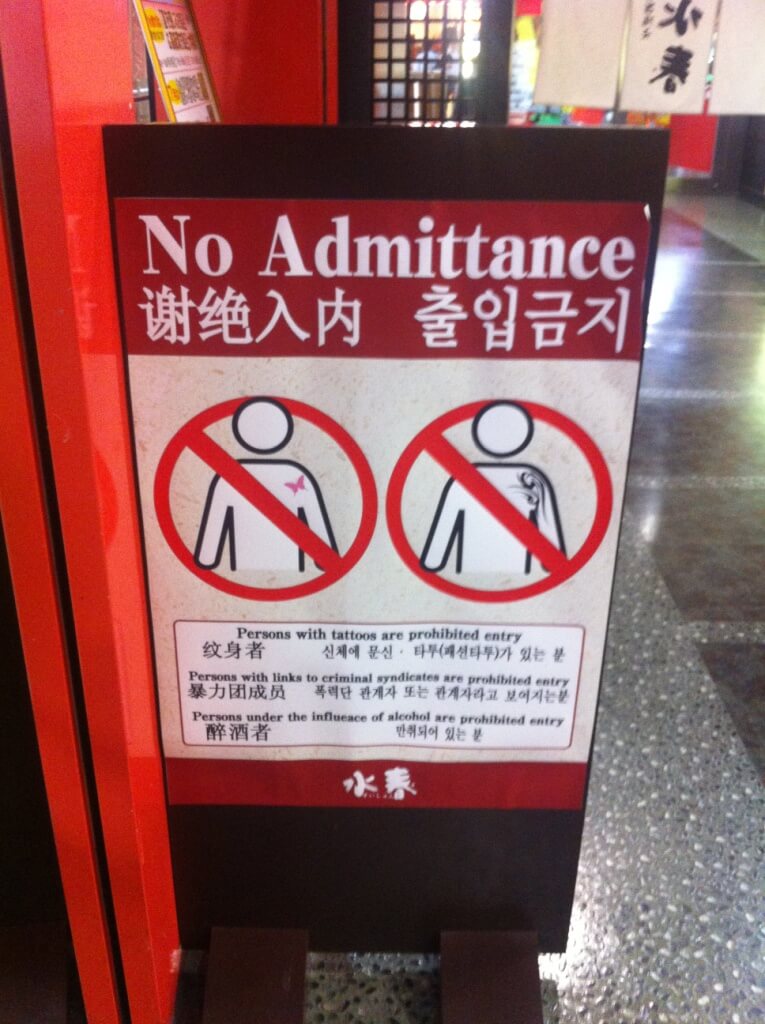 水春
No Admittance
谢绝入内 출입금지
Persons with tattoos are prohibited entry
纹身者 신체에 문신 · 타투(패션타투)가 있는 분
Persons with links to criminal syndicates are prohibited entry
暴力团成员 폭력단 관계자 또는 관계자라고 보여지는분
Persons under the influeace of alcohol are prohibited entry
醉酒者 만취되어 있는 분
水春